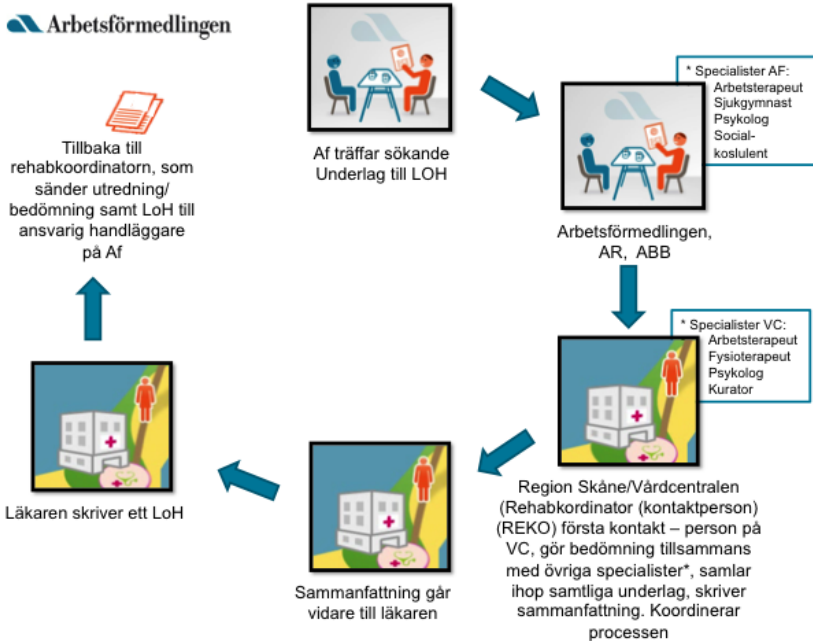 Arbetsförmedlingen
Af träffar sökande
Underlag till LOH
* Specialister AF:
Arbetsterapeut
Sjukgymnast
Psykolog
Social-
koslulent
Arbetsförmedlingen,
AR, ABB
* Specialister VC:
Arbetsterapeut
Fysioterapeut
Psykolog
Kurator
Region Skåne/Vårdcentralen
(Rehabkordinator (kontaktperson)
(REKO) första kontakt – person på
VC, gör bedömning tillsammans
med övriga specialister*, samlar
ihop samtliga underlag, skriver
sammanfattning. Koordinerar
processen
Sammanfattning går
vidare till läkaren
Läkaren skriver ett LoH
Tillbaka till
rehabkoordinatorn, som
sänder utredning/
bedömning samt LoH till
ansvarig handläggare
på Af